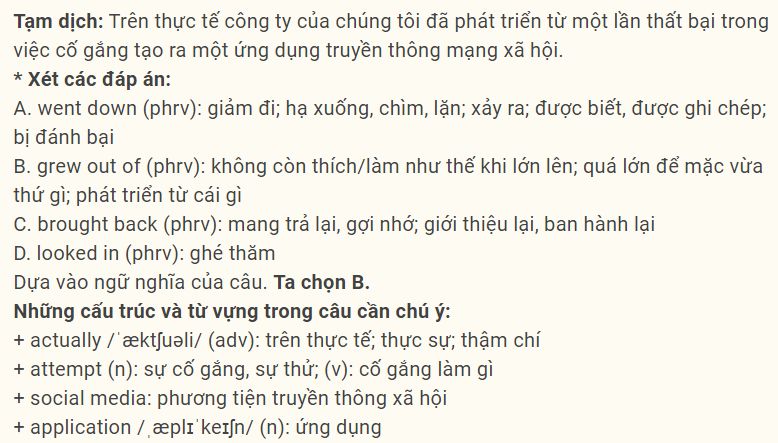 Tạm dịch: Trên thực tế công ty của chúng tôi đã phát triển từ một lần thất bại trong
việc cố gắng tạo ra một ứng dụng truyền thông mạng xã hội.
* Xét các đáp án:
A. went down (phrv): giảm đi; hạ xuống, chìm, lặn; xảy ra; được biết, được ghi chép;
bị đánh bại
B. grew out of (phrv): không còn thích/làm như thế khi lớn lên; quá lớn để mặc vừa
thứ gì; phát triển từ cái gì
C. brought back (phrv): mang trả lại, gợi nhớ; giới thiệu lại, ban hành lại
D. looked in (phrv): ghé thăm
Dựa vào ngữ nghĩa của câu. Ta chọn B.
Những cấu trúc và từ vựng trong câu cần chú ý:
+ actually /ˈæktʃuəli/ (adv): trên thực tế; thực sự; thậm chí
+ attempt (n): sự cố gắng, sự thử; (v): cố gắng làm gì
+ social media: phương tiện truyền thông xã hội
+ application /ˌæplɪˈkeɪʃn/ (n): ứng dụng